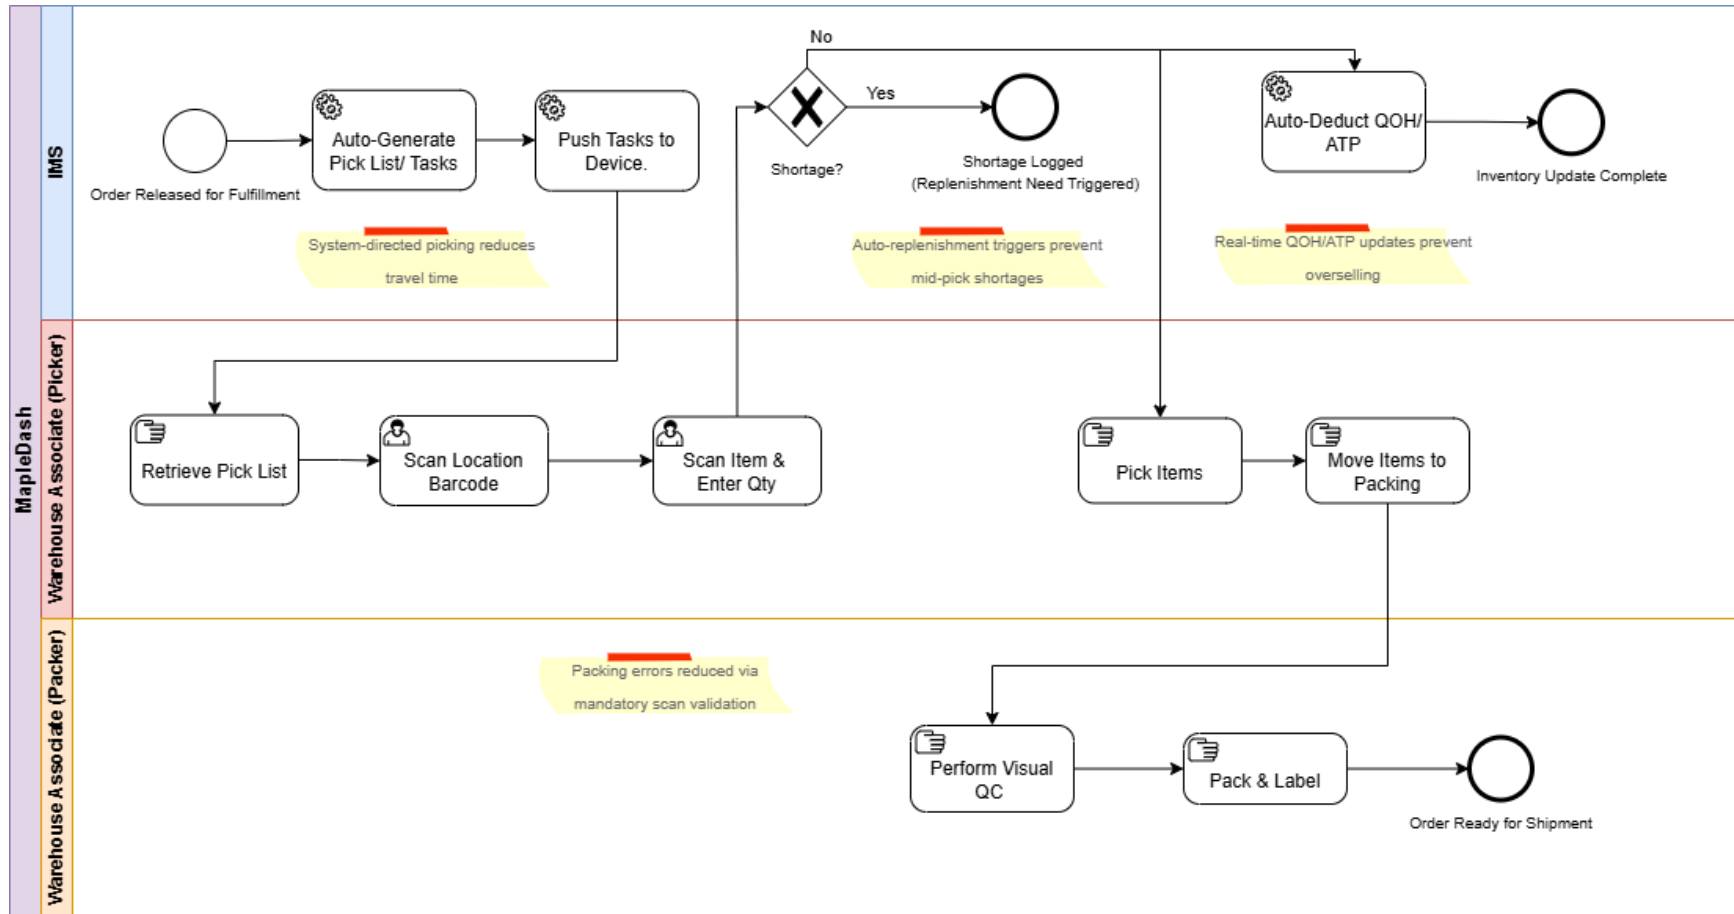 MapleDash
IMS
Order Released for Fulfillment
Auto-Generate
Pick List/ Tasks
Push Tasks to
Device.
System-directed picking reduces
travel time
Shortage?
No
Yes
Shortage Logged
(Replenishment Need Triggered)
Auto-replenishment triggers prevent
mid-pick shortages
Auto-Deduct QOH/
ATP
Inventory Update Complete
Real-time QOH/ATP updates prevent
overselling
Warehouse Associate (Picker)
Retrieve Pick List
Scan Location
Barcode
Scan Item &
Enter Qty
Pick Items
Move Items to
Packing
Warehouse Associate (Packer)
Packing errors reduced via
mandatory scan validation
Perform Visual
QC
Pack & Label
Order Ready for Shipment